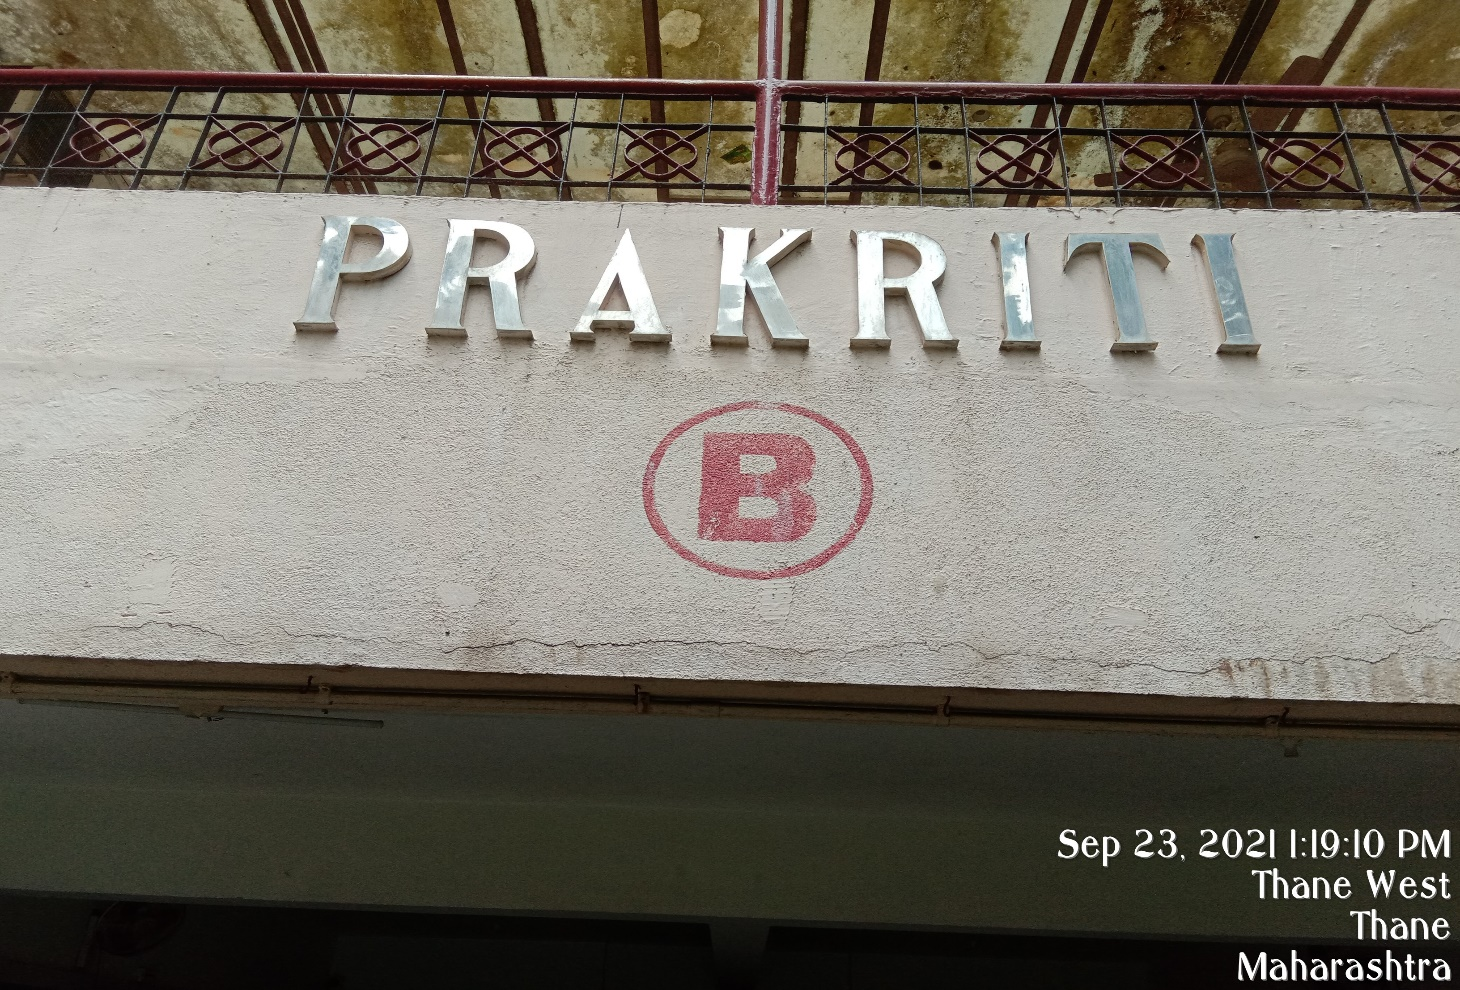 PRAKRITI
B
Sep 23, 2021 1:19:10 PM
Thane West
Thane
Maharashtra